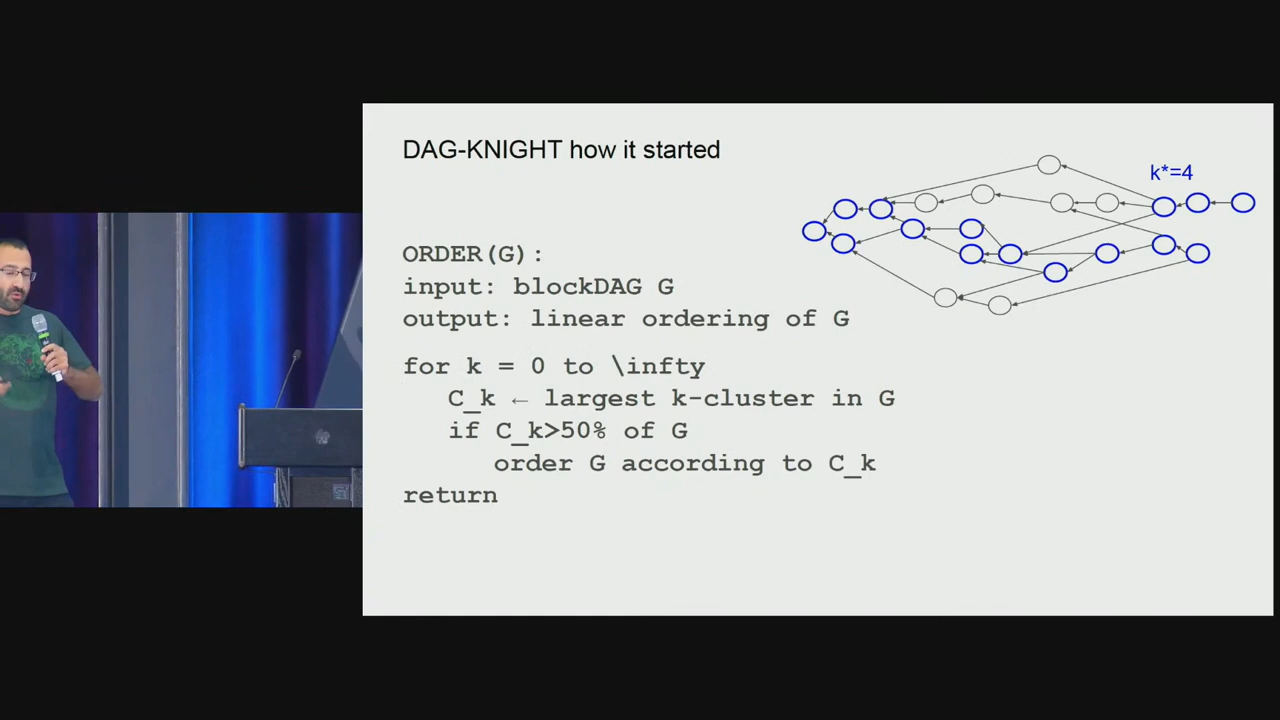 DAG-KNIGHT how it started
k*=4
ORDER(G):
input: blockDAG G
output: linear ordering of G
for k = 0 to \infty
C_k ← largest k-cluster in G
if C_k>50% of G
order G according to C_k
return